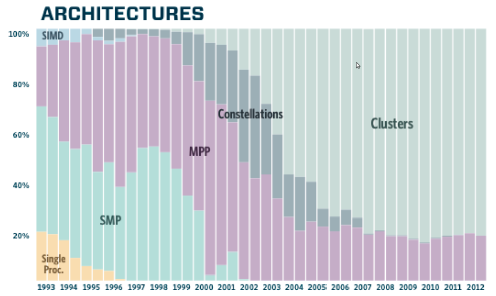 ARCHITECTURES
100%
SIMD
80%
Constellations
60%
Clusters
MPP
40%
SMP
20%
Single
Proc.
1993 1994 1995 1996 1997 1998 1999 2000 2001 2002 2003 2004 2005 2006 2007 2008 2009 2010 2011 2012